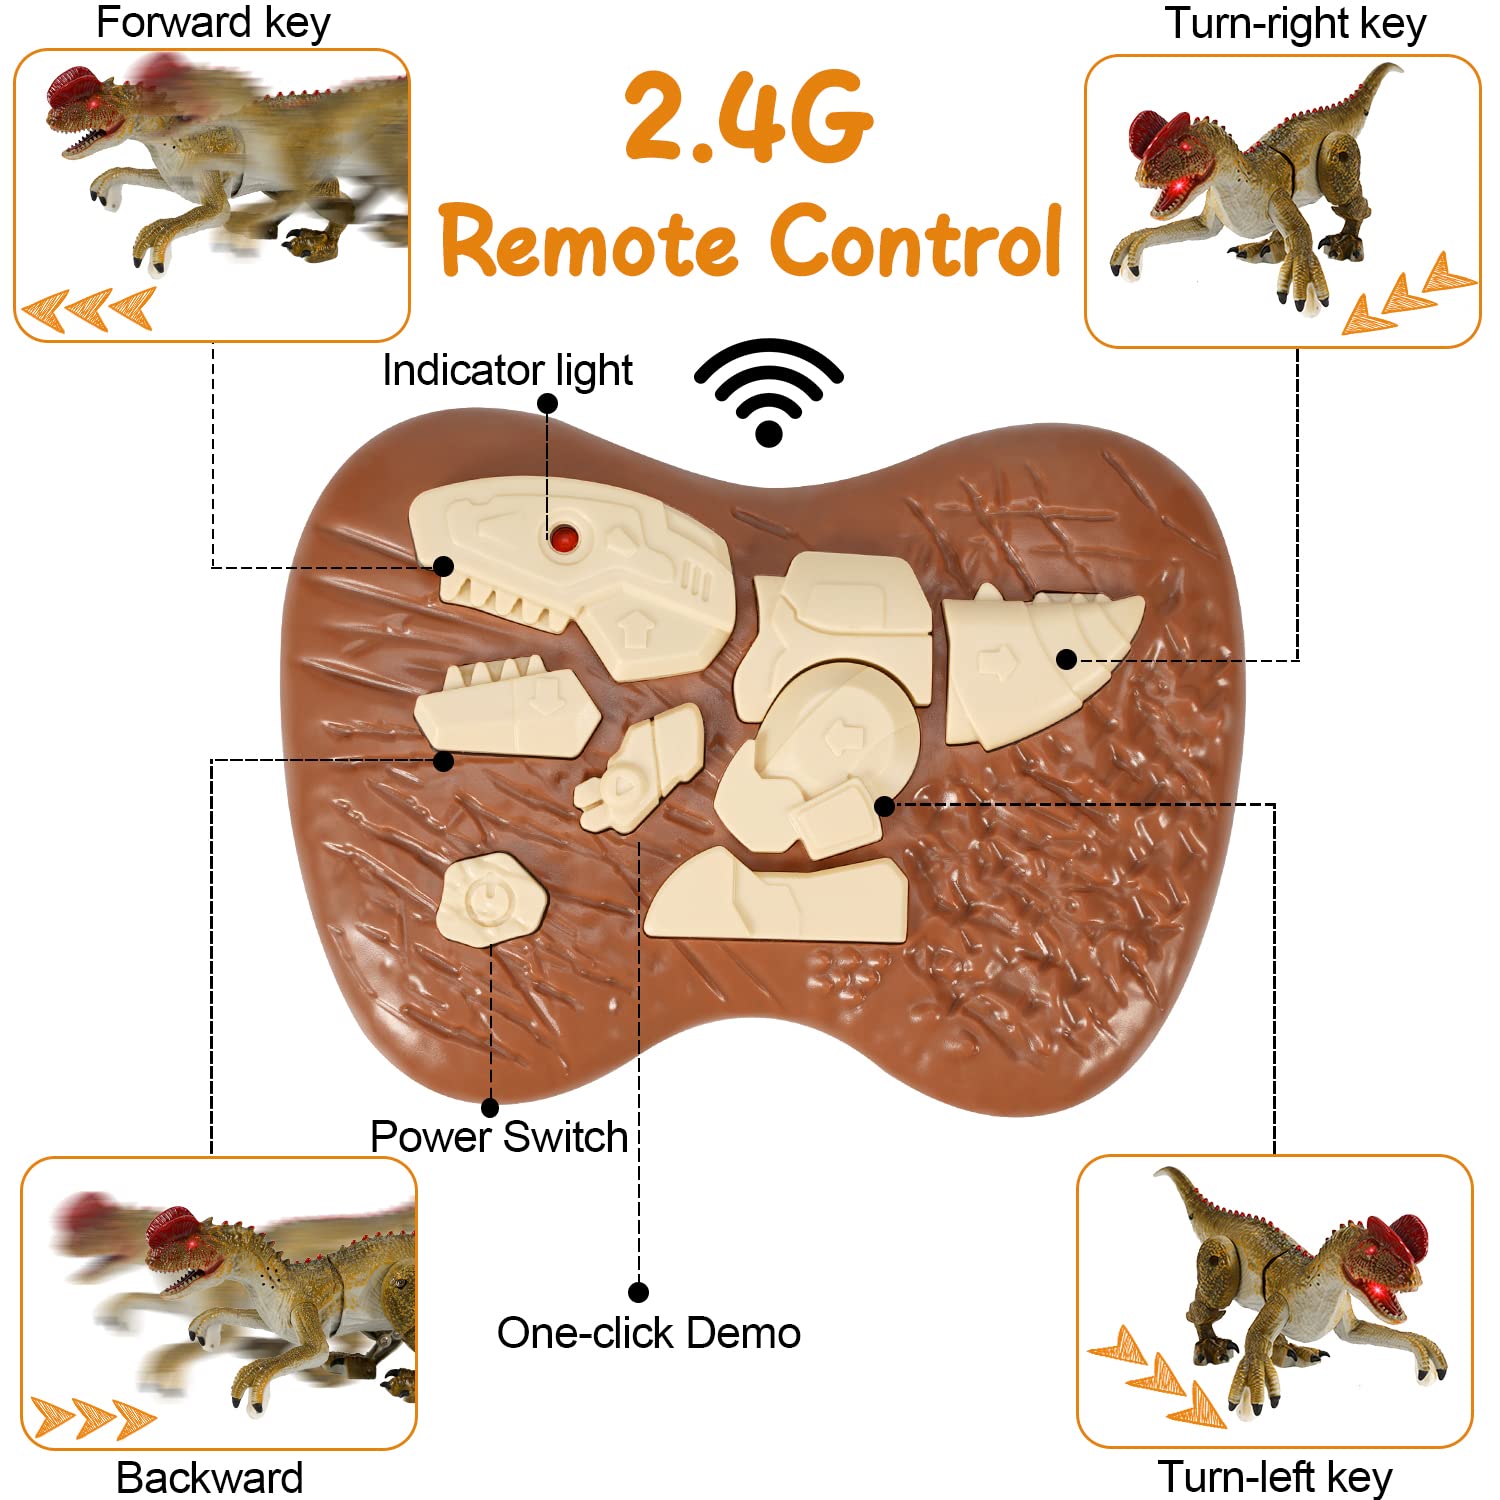 Forward key
Turn-right key
2.4G
Remote Control
Indicator light
Power Switch
One-click Demo
Backward
Turn-left key